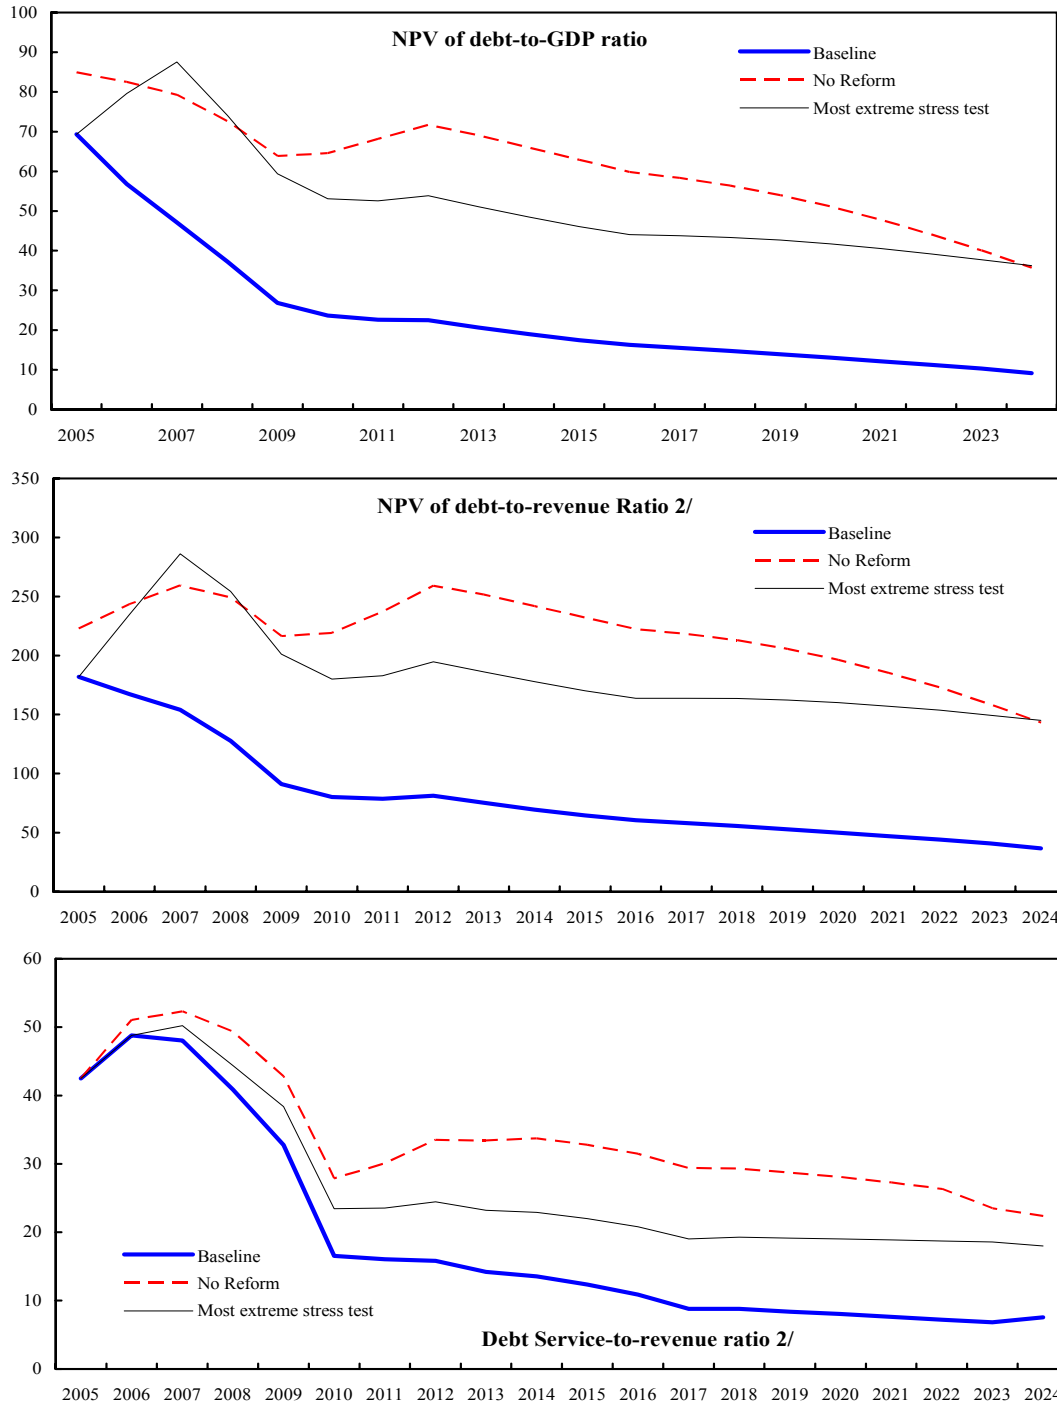 100
NPV of debt-to-GDP ratio
Baseline
No Reform
Most extreme stress test
90
80
70
60
50
40
30
20
10
0
2005 2007 2009 2011 2013 2015 2017 2019 2021 2023
350
NPV of debt-to-revenue Ratio 2/
Baseline
No Reform
Most extreme stress test
300
250
200
150
100
50
0
2005 2006 2007 2008 2009 2010 2011 2012 2013 2014 2015 2016 2017 2018 2019 2020 2021 2022 2023 2024
60
50
40
30
20
10
0
Baseline
No Reform
Most extreme stress test
Debt Service-to-revenue ratio 2/
2005 2006 2007 2008 2009 2010 2011 2012 2013 2014 2015 2016 2017 2018 2019 2020 2021 2022 2023 2024